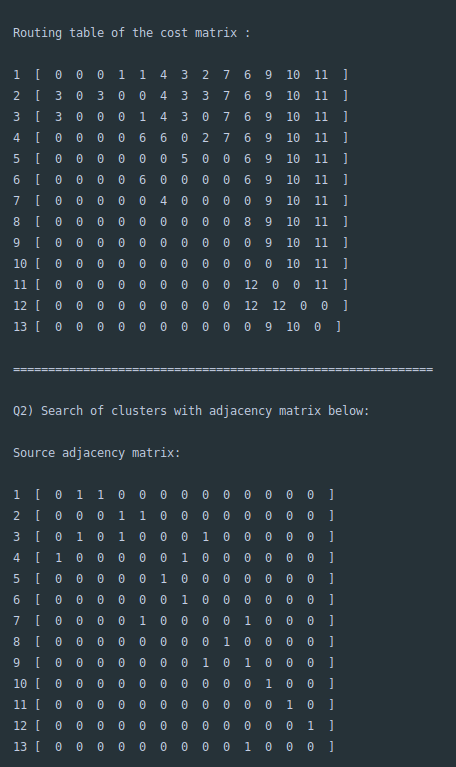 Routing table of the cost matrix :
1 [ 0 0 0 1 1 4 3 2 7 6 9 10 11 ]
2 [ 3 0 3 0 0 4 3 3 7 6 9 10 11 ]
3 [ 3 0 0 0 1 4 3 0 7 6 9 10 11 ]
4 [ 0 0 0 0 6 6 0 2 7 6 9 10 11 ]
5 [ 0 0 0 0 0 0 5 0 0 6 9 10 11 ]
6 [ 0 0 0 0 6 0 0 0 0 6 9 10 11 ]
7 [ 0 0 0 0 0 4 0 0 0 0 9 10 11 ]
8 [ 0 0 0 0 0 0 0 0 0 8 9 10 11 ]
9 [ 0 0 0 0 0 0 0 0 0 0 9 10 11 ]
10 [ 0 0 0 0 0 0 0 0 0 0 0 10 11 ]
11 [ 0 0 0 0 0 0 0 0 0 12 0 0 11 ]
12 [ 0 0 0 0 0 0 0 0 0 12 12 0 0 ]
13 [ 0 0 0 0 0 0 0 0 0 0 9 10 0 ]
============================================================
Q2) Search of clusters with adjacency matrix below:
Source adjacency matrix:
1 [ 0 1 1 0 0 0 0 0 0 0 0 0 0 ]
2 [ 0 0 0 1 1 0 0 0 0 0 0 0 0 ]
3 [ 0 1 0 1 0 0 0 1 0 0 0 0 0 ]
4 [ 1 0 0 0 0 0 1 0 0 0 0 0 0 ]
5 [ 0 0 0 0 0 1 0 0 0 0 0 0 0 ]
6 [ 0 0 0 0 0 0 1 0 0 0 0 0 0 ]
7 [ 0 0 0 0 1 0 0 0 0 1 0 0 0 ]
8 [ 0 0 0 0 0 0 0 0 1 0 0 0 0 ]
9 [ 0 0 0 0 0 0 0 1 0 1 0 0 0 ]
10 [ 0 0 0 0 0 0 0 0 0 0 1 0 0 ]
11 [ 0 0 0 0 0 0 0 0 0 0 0 1 0 ]
12 [ 0 0 0 0 0 0 0 0 0 0 0 0 1 ]
13 [ 0 0 0 0 0 0 0 0 0 1 0 0 0 ]